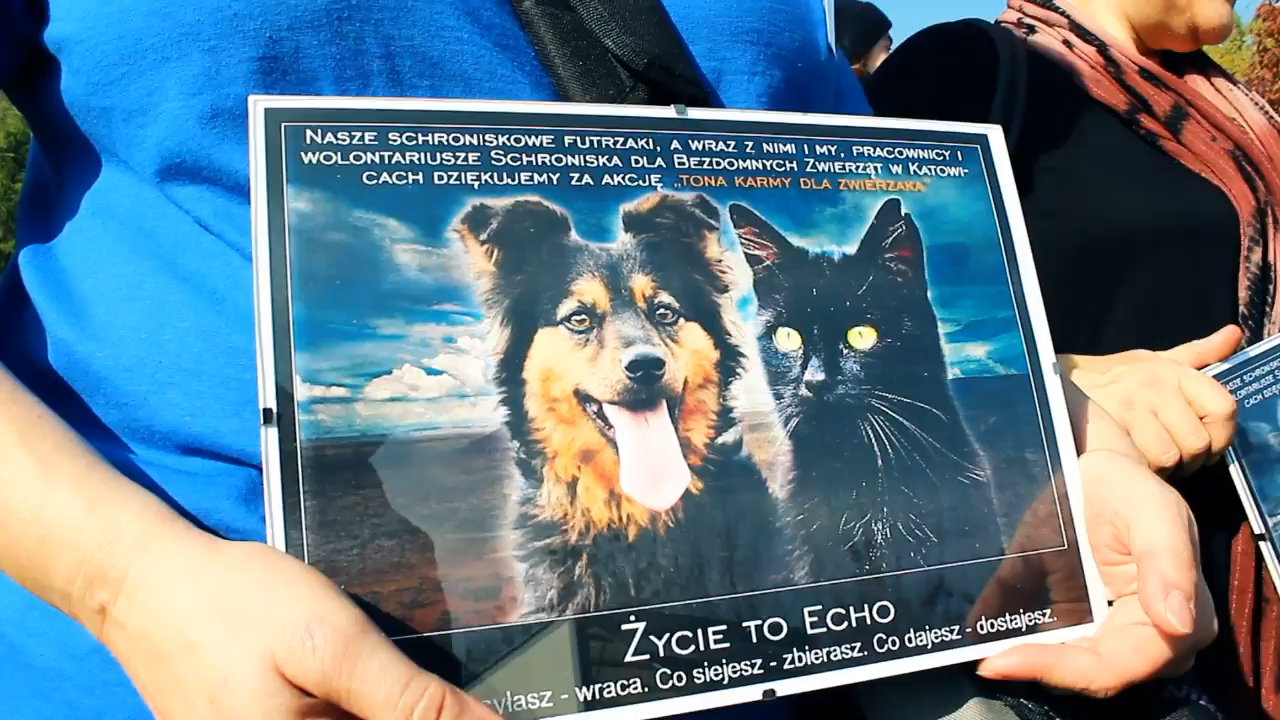 NASZE SCHRONISKOWE FUTRZAKI, A WRAZ Z NIMI I MY, PRACOWNICY I
WOLONTARIUSZE SCHRONISKA DLA BEZDOMNYCH ZWIERZĄT W KATOWI-
CACH DZIĘKUJEMY ZA AKCJĘ „TONA KARMY DLA ZWIERZAKA"
ŻYCIE TO ECHO
- wraca. Co siejesz - zbierasz. Co dajesz - dostajesz.